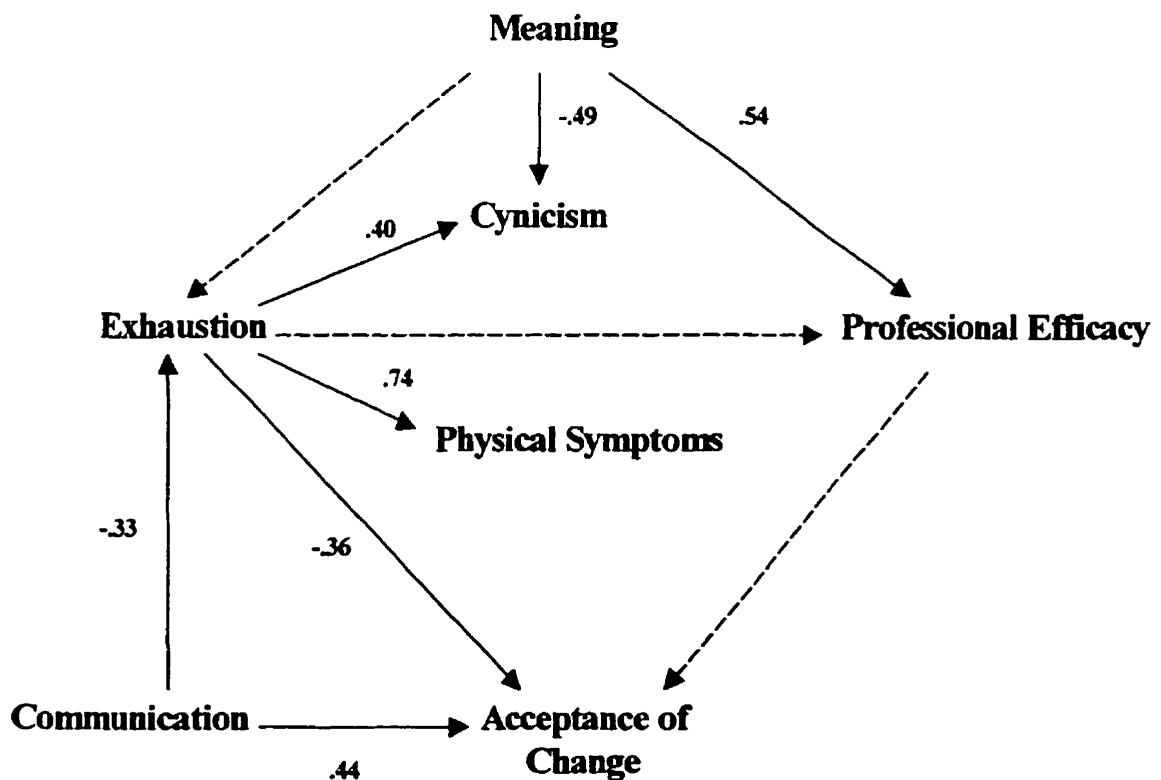 Meaning
-.49
.54
Cynicism
.40
Exhaustion
Professional Efficacy
.74
Physical Symptoms
-.33
-.36
Communication
Acceptance of
Change
.44